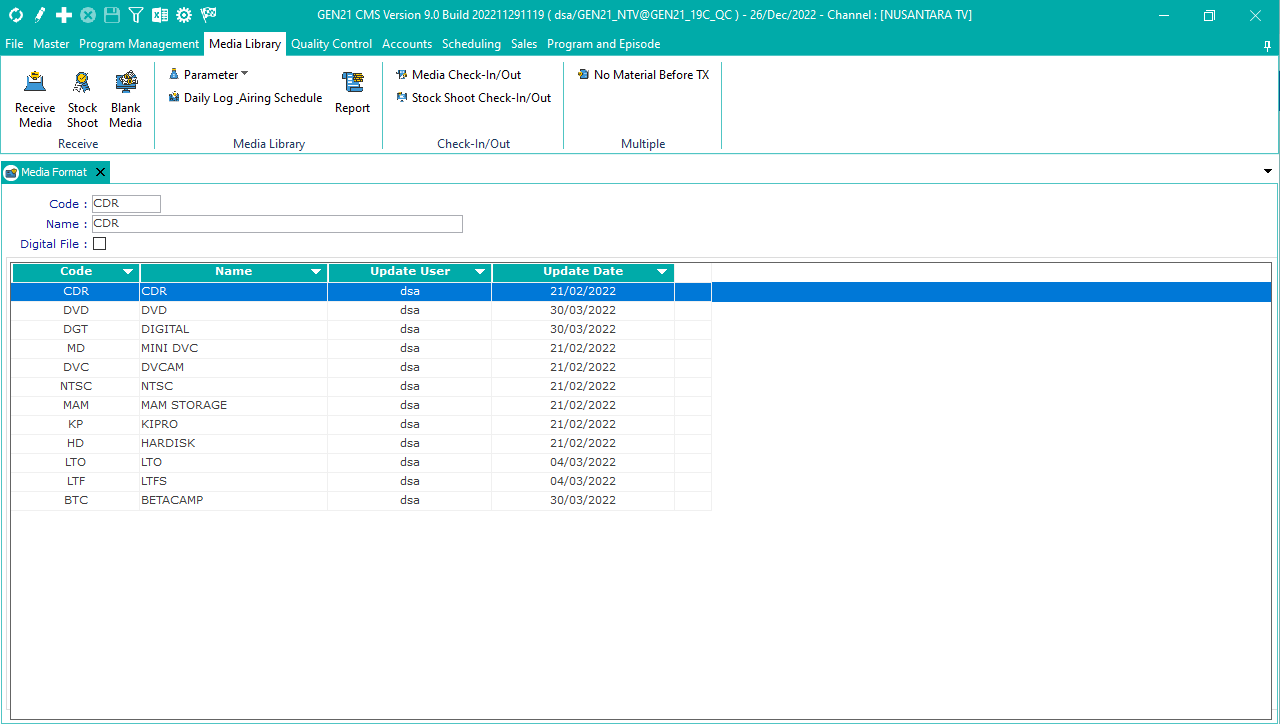 GEN21 CMS Version 9.0 Build 202211291119 ( dsa/GEN21_NTV@GEN21_19C_QC ) - 26/Dec/2022 - Channel : [NUSANTARA TV]
File Master Program Management Media Library Quality Control Accounts Scheduling Sales Program and Episode
Receive Media
Stock Shoot
Blank Media
Receive
Parameter
Daily Log _Airing Schedule
Report
Media Library
Media Check-In/Out
Stock Shoot Check-In/Out
Check-In/Out
No Material Before TX
Multiple
Media Format
Code : CDR
Name : CDR
Digital File :
Code Name Update User Update Date
CDR CDR dsa 21/02/2022
DVD DVD dsa 30/03/2022
DGT DIGITAL dsa 30/03/2022
MD MINI DVC dsa 21/02/2022
DVC DVCAM dsa 21/02/2022
NTSC NTSC dsa 21/02/2022
MAM MAM STORAGE dsa 21/02/2022
KP KIPRO dsa 21/02/2022
HD HARDISK dsa 21/02/2022
LTO LTO dsa 04/03/2022
LTF LTFS dsa 04/03/2022
BTC BETACAMP dsa 30/03/2022